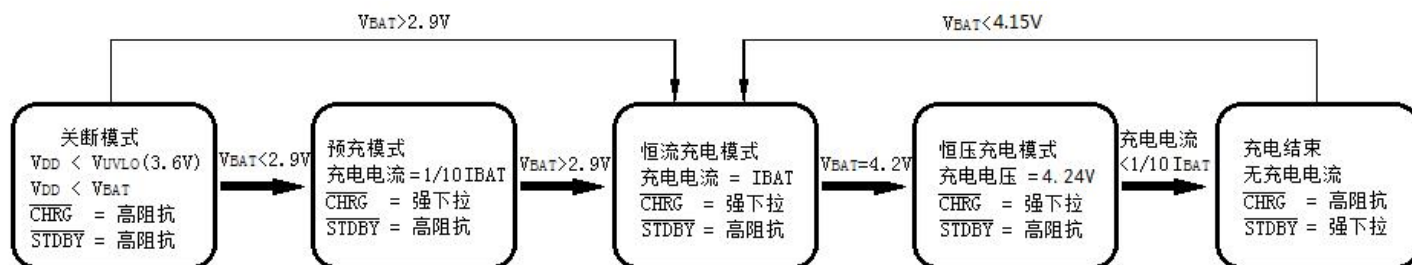 VBAT>2.9V
VBAT<4.15V
关断模式
VDD < VUVLO(3.6V)
VDD < VBAT
CHRG = 高阻抗
STDBY = 高阻抗
VBAT<2.9V
预充模式
充电电流=1/10IBAT
CHRG = 强下拉
STDBY = 高阻抗
VBAT>2.9V
恒流充电模式
充电电流 = IBAT
CHRG = 强下拉
STDBY = 高阻抗
VBAT=4.2V
恒压充电模式
充电电压 =4.24V
CHRG = 强下拉
STDBY = 高阻抗
充电电流
<1/10IBAT
充电结束
无充电电流
CHRG = 高阻抗
STDBY = 强下拉